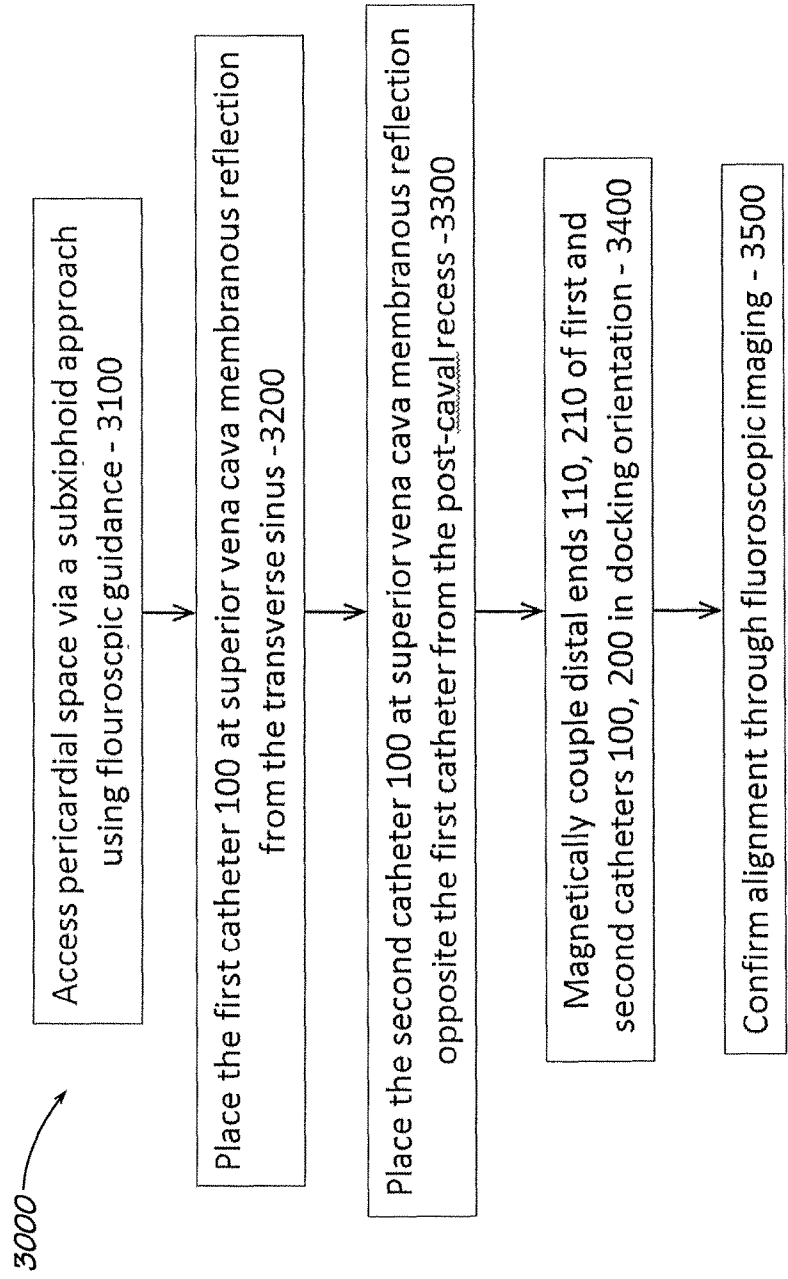 3000
Access pericardial space via a subxiphoid approach
using flouroscpic guidance - 3100
Place the first catheter 100 at superior vena cava membranous reflection
from the transverse sinus -3200
Place the second catheter 100 at superior vena cava membranous reflection
opposite the first catheter from the post-caval recess -3300
Magnetically couple distal ends 110, 210 of first and
second catheters 100, 200 in docking orientation - 3400
Confirm alignment through fluoroscopic imaging - 3500